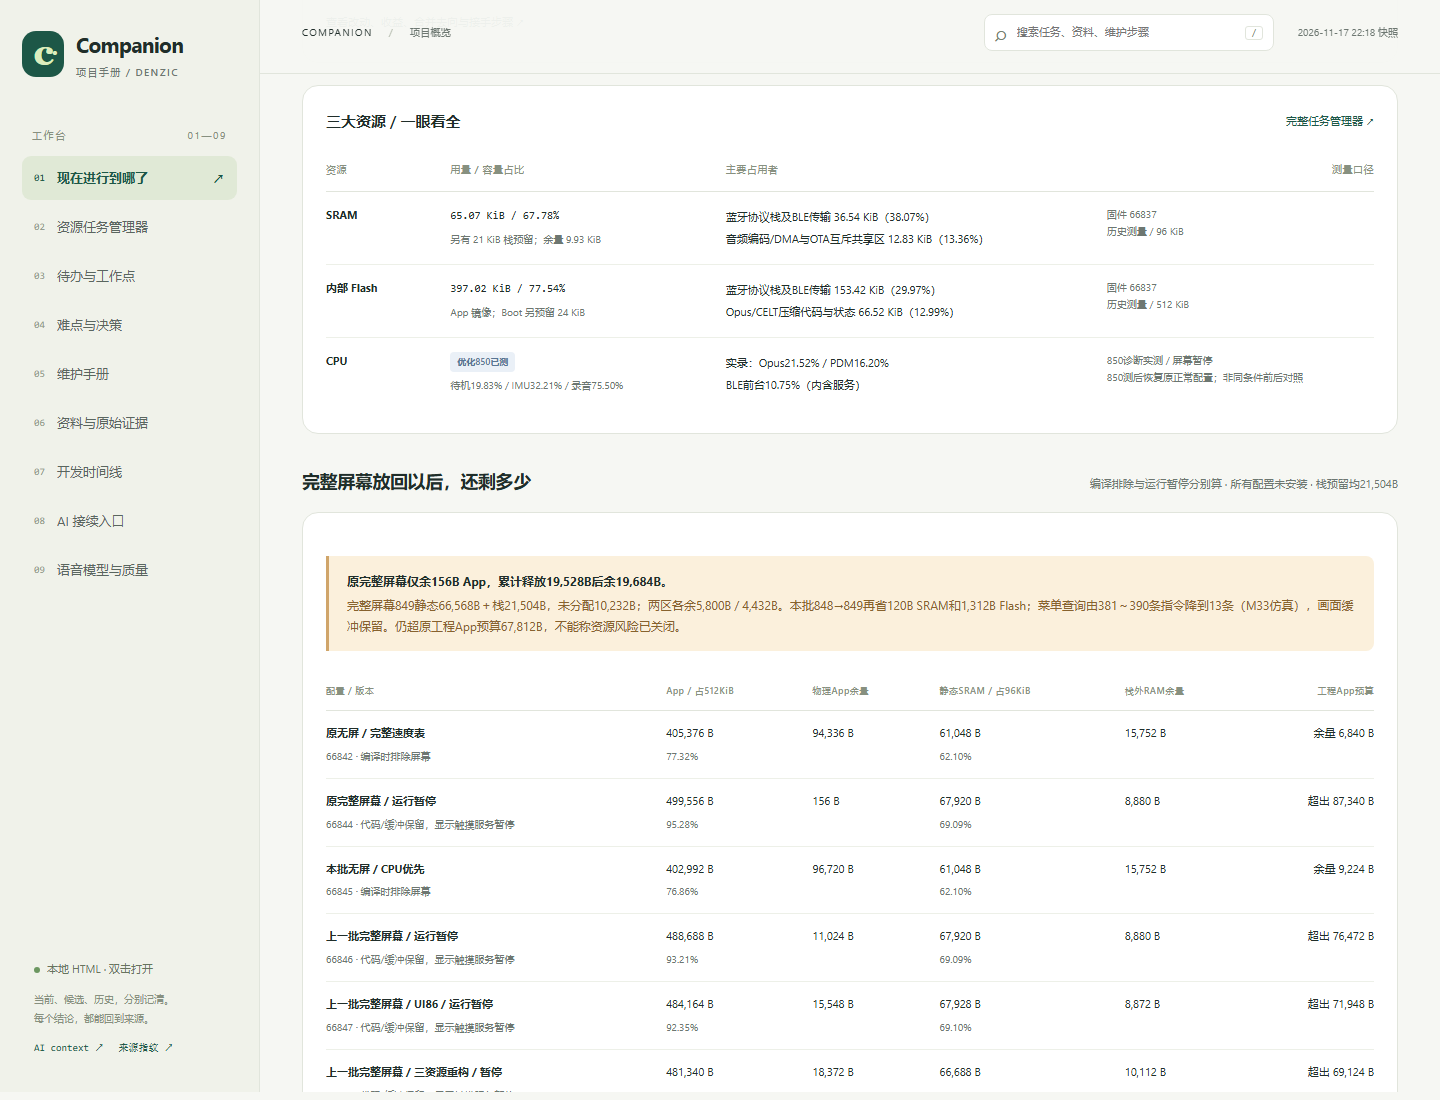 Companion
项目手册 / DENZIC
工作台 01—09
01 现在进行到哪了 ↗
02 资源任务管理器
03 待办与工作点
04 难点与决策
05 维护手册
06 资料与原始证据
07 开发时间线
08 AI 接续入口
09 语音模型与质量
本地 HTML · 双击打开
当前、候选、历史，分别记清。
每个结论，都能回到来源。
AI context ↗ 来源指纹 ↗
COMPANION / 项目概览
搜索任务、资料、维护步骤 /
2026-11-17 22:18 快照
三大资源 / 一眼看全
完整任务管理器 ↗
资源 用量 / 容量占比 主要占用者 测量口径
SRAM 65.07 KiB / 67.78% 蓝牙协议栈及BLE传输 36.54 KiB（38.07%） 固件 66837
另有 21 KiB 栈预留；余量 9.93 KiB 音频编码/DMA与OTA互斥共享区 12.83 KiB（13.36%） 历史测量 / 96 KiB
内部 Flash 397.02 KiB / 77.54% 蓝牙协议栈及BLE传输 153.42 KiB（29.97%） 固件 66837
App 镜像；Boot 另预留 24 KiB Opus/CELT压缩代码与状态 66.52 KiB（12.99%） 历史测量 / 512 KiB
CPU 优化850已测 实录：Opus21.52% / PDM16.20% 850诊断实测 / 屏幕暂停
待机19.83% / IMU32.21% / 录音75.50% BLE前台10.75%（内含服务） 850测后恢复原正常配置；非同条件前后对照
完整屏幕放回以后，还剩多少
编译排除与运行暂停分别算 · 所有配置未安装 · 栈预留均21,504B
原完整屏幕仅余156B App，累计释放19,528B后余19,684B。
完整屏幕849静态66,568B + 栈21,504B，未分配10,232B；两区各余5,800B / 4,432B。本批848→849再省120B SRAM和1,312B Flash；菜单查询由381～390条指令降到13条（M33仿真），画面缓
冲保留。仍超原工程App预算67,812B，不能称资源风险已关闭。
配置 / 版本 App / 占512KiB 物理App余量 静态SRAM / 占96KiB 栈外RAM余量 工程App预算
原无屏 / 完整速度表 405,376 B 94,336 B 61,048 B 15,752 B 余量 6,840 B
66842 · 编译时排除屏幕 77.32% 62.10%
原完整屏幕 / 运行暂停 499,556 B 156 B 67,920 B 8,880 B 超出 87,340 B
66844 · 代码/缓冲保留，显示触摸服务暂停 95.28% 69.09%
本批无屏 / CPU优先 402,992 B 96,720 B 61,048 B 15,752 B 余量 9,224 B
66845 · 编译时排除屏幕 76.86% 62.10%
上一批完整屏幕 / 运行暂停 488,688 B 11,024 B 67,920 B 8,880 B 超出 76,472 B
66846 · 代码/缓冲保留，显示触摸服务暂停 93.21% 69.09%
上一批完整屏幕 / UI86 / 运行暂停 484,164 B 15,548 B 67,928 B 8,872 B 超出 71,948 B
66847 · 代码/缓冲保留，显示触摸服务暂停 92.35% 69.10%
上一批完整屏幕 / 三资源重构 / 暂停 481,340 B 18,372 B 66,688 B 10,112 B 超出 69,124 B